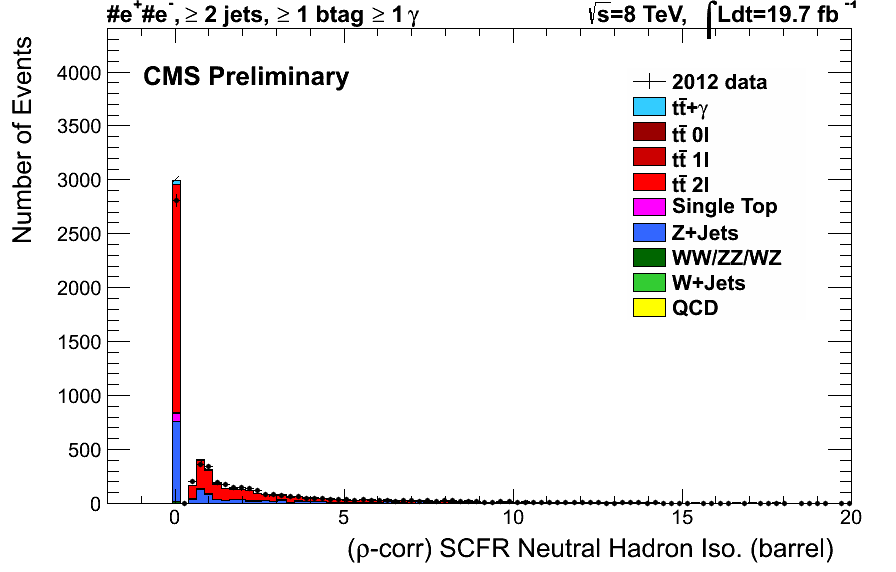 #e⁺#e⁻, ≥ 2 jets, ≥ 1 btag ≥ 1 γ
√s=8 TeV, ∫Ldt=19.7 fb⁻¹
CMS Preliminary
Number of Events
4000
3500
3000
2500
2000
1500
1000
500
0
2012 data
tt̄+γ
tt̄ 0l
tt̄ 1l
tt̄ 2l
Single Top
Z+Jets
WW/ZZ/WZ
W+Jets
QCD
0 5 10 15 20
(ρ-corr) SCFR Neutral Hadron Iso. (barrel)